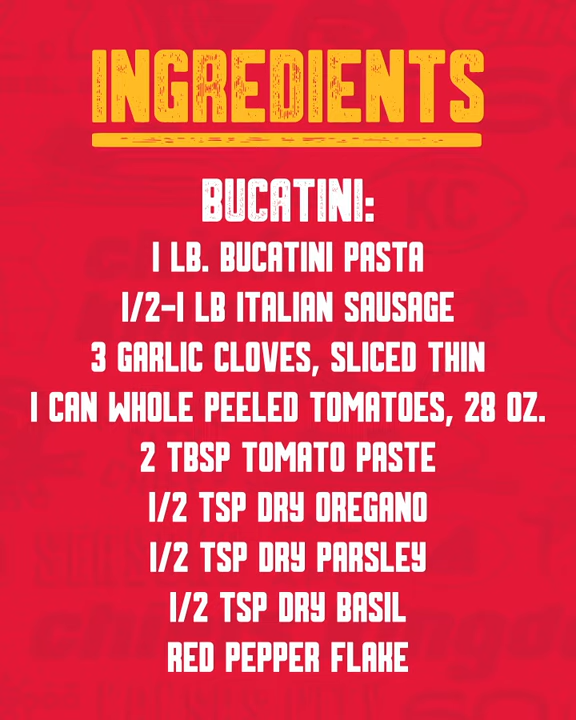 INGREDIENTS
BUCATINI:
1 LB. BUCATINI PASTA
1/2-1 LB ITALIAN SAUSAGE
3 GARLIC CLOVES, SLICED THIN
1 CAN WHOLE PEELED TOMATOES, 28 OZ.
2 TBSP TOMATO PASTE
1/2 TSP DRY OREGANO
1/2 TSP DRY PARSLEY
1/2 TSP DRY BASIL
RED PEPPER FLAKE